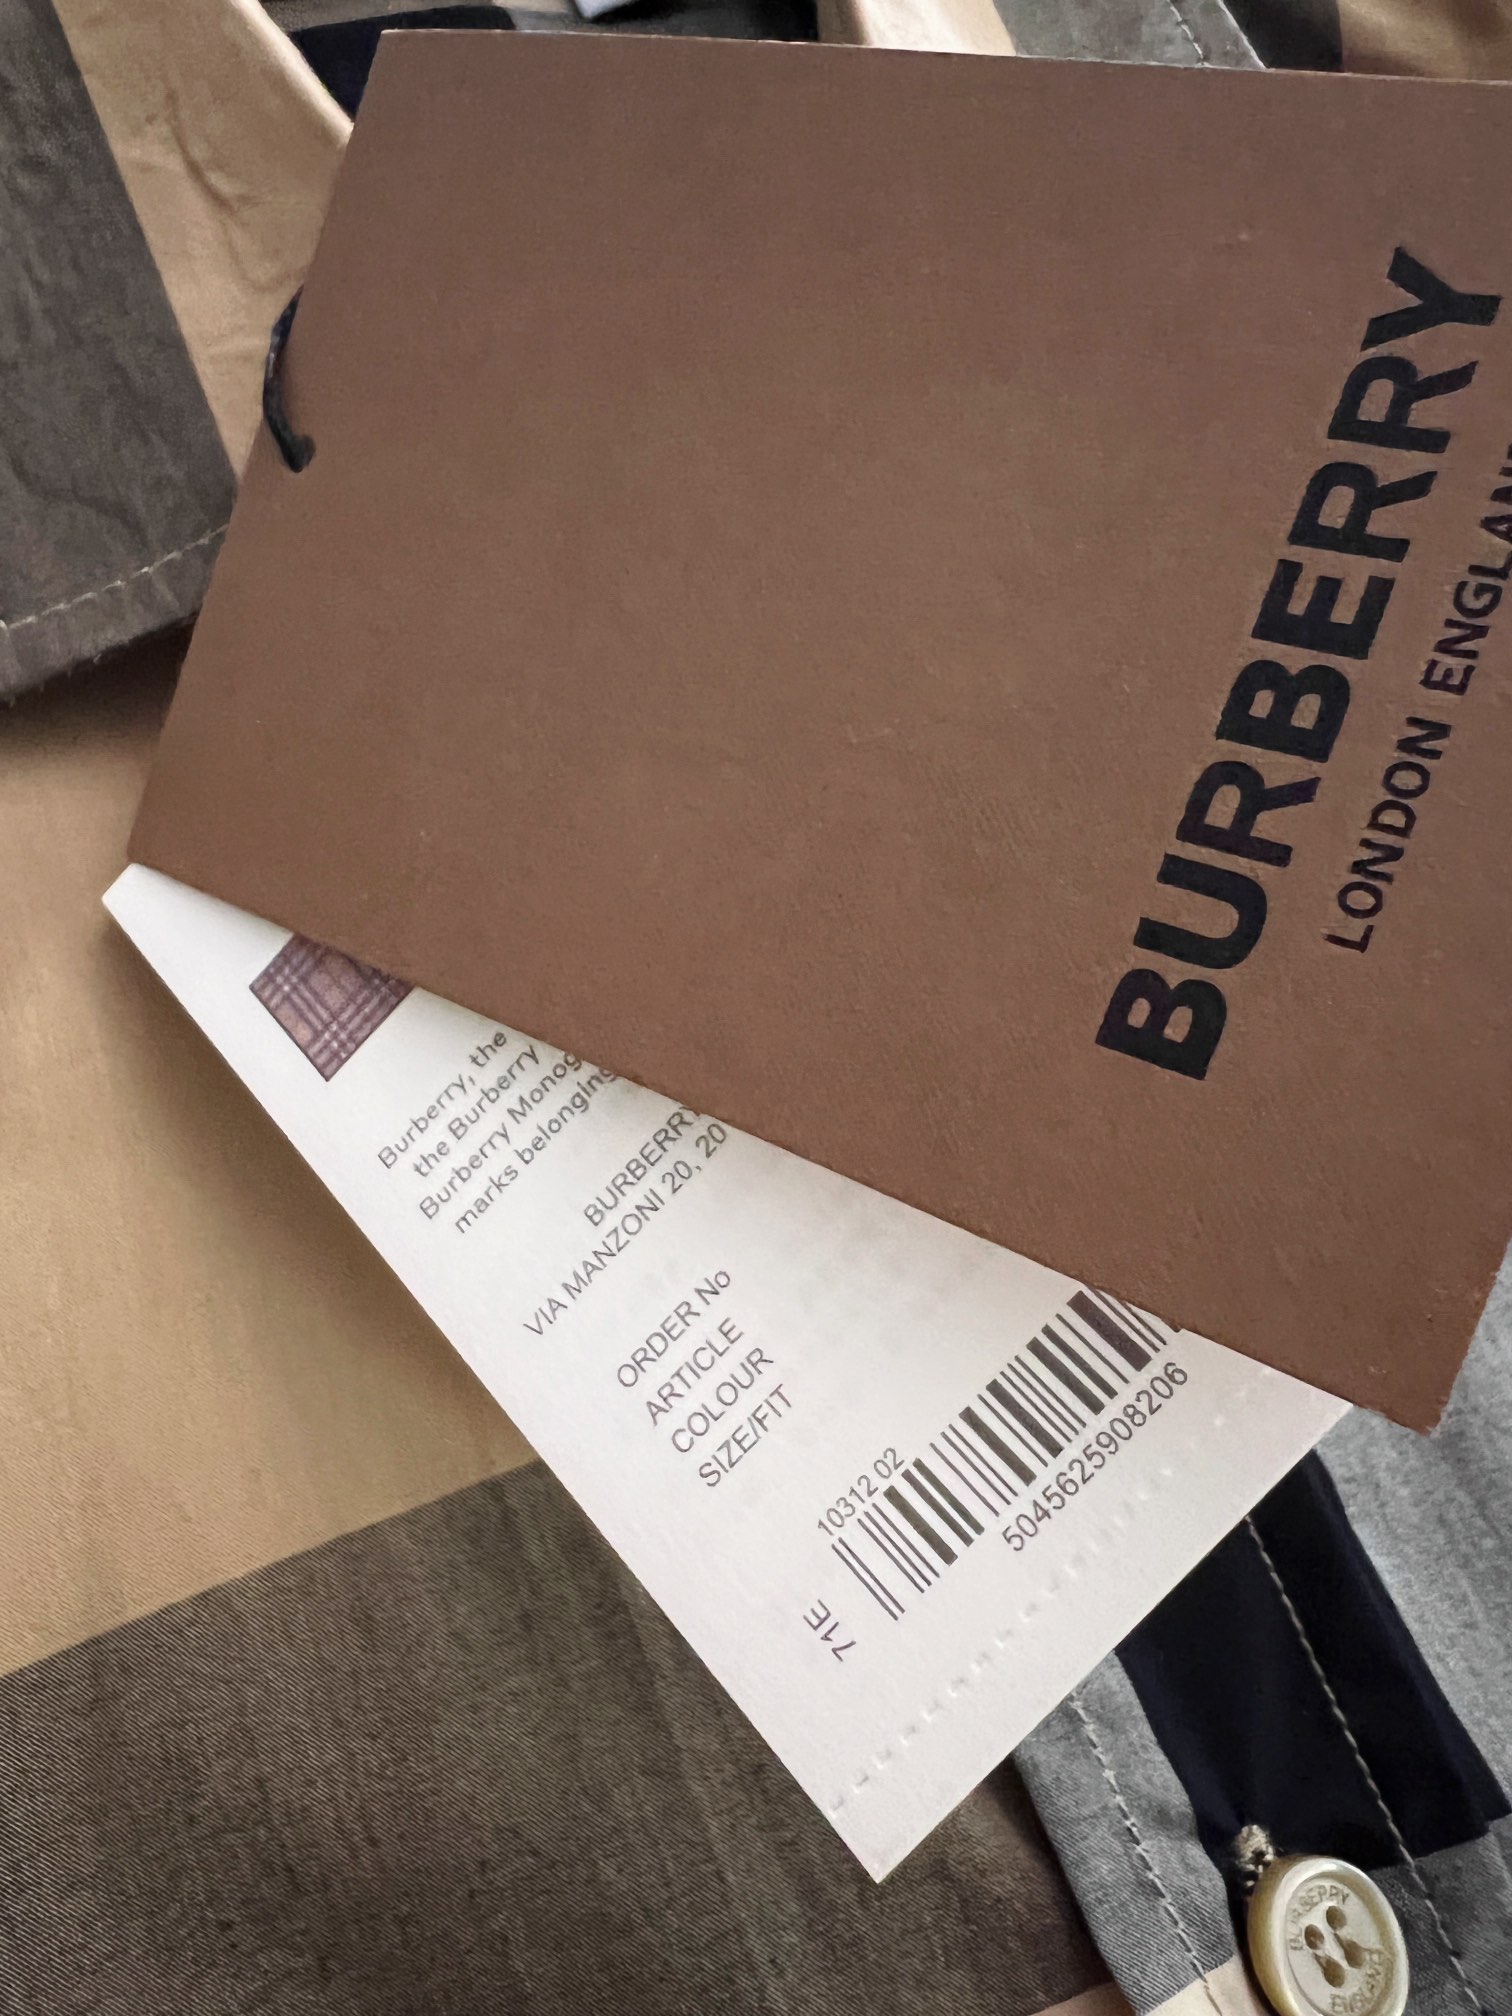 BURBERRY
LONDON ENGLAN
Burberry, the
the Burberry
Burberry Monog
marks belonging
BURBERRY
VIA MANZONI 20, 20
ORDER No
ARTICLE
COLOUR
SIZE/FIT
10312 02
5045625908206
71E
BURBERRY
ENGLAND